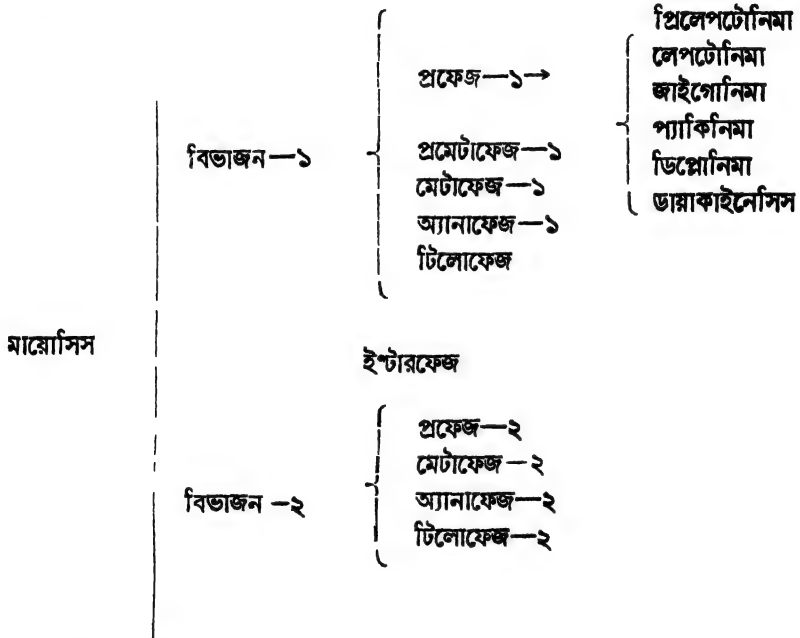 প্রিলেপটোনিমা
লেপটোনিমা
প্রফেজ—১→
জাইগোনিমা
প্যাকিনিমা
বিভাজন—১
প্রমেটাফেজ—১
ডিপ্লোনিমা
মেটাফেজ—১
ডায়াকাইনেসিস
অ্যানাফেজ—১
টিলোফেজ
মায়োসিস
ইণ্টারফেজ
প্রফেজ—২
মেটাফেজ—২
বিভাজন—২
অ্যানাফেজ—২
টিলোফেজ—২